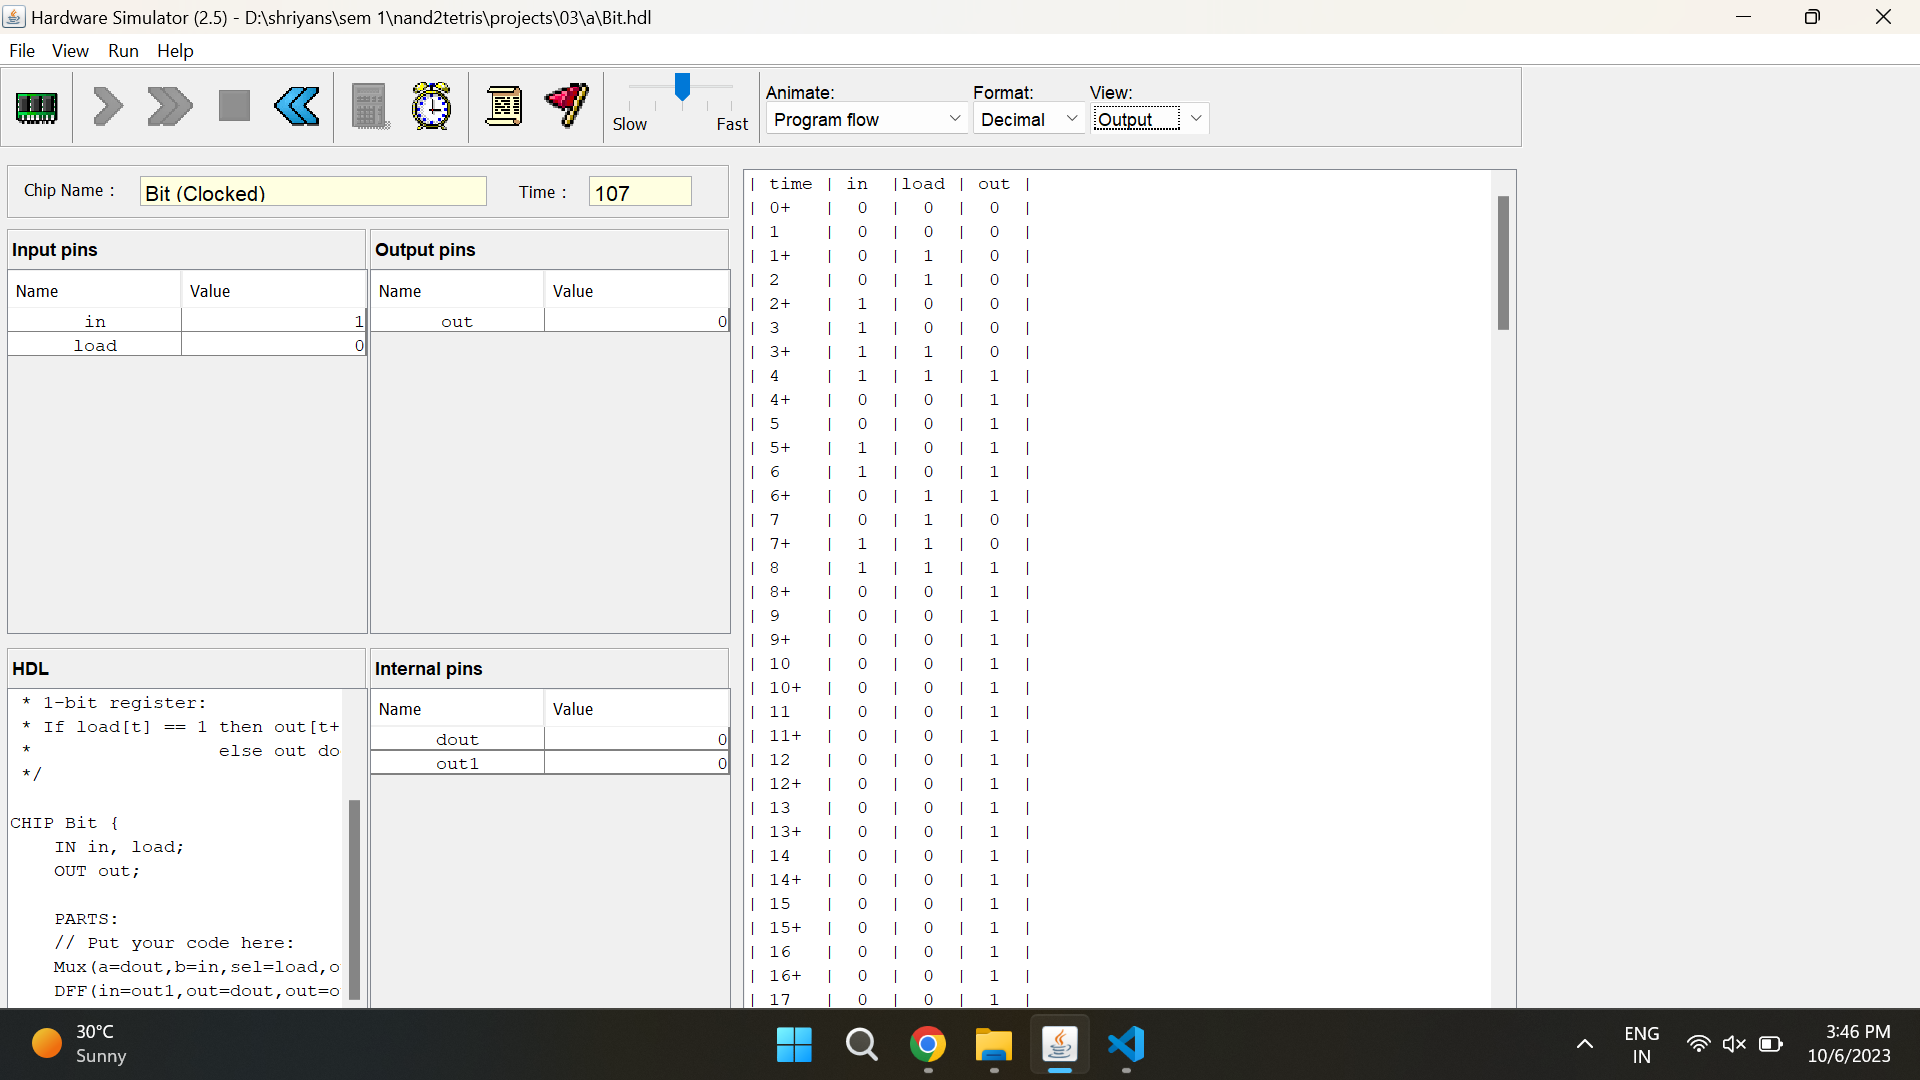 Hardware Simulator (2.5) - D:\shriyans\sem 1\nand2tetris\projects\03\a\Bit.hdl
File View Run Help
Slow Fast
Animate: Format: View:
Program flow Decimal Output
Chip Name : Bit (Clocked) Time : 107
Input pins
Name Value
in 1
load 0
Output pins
Name Value
out 0
HDL
* 1-bit register:
* If load[t] == 1 then out[t+
* else out do
*/
CHIP Bit {
IN in, load;
OUT out;
PARTS:
// Put your code here:
Mux(a=dout,b=in,sel=load,o
DFF(in=out1,out=dout,out=o
Internal pins
Name Value
dout 0
out1 0
| time | in |load | out |
| 0+ | 0 | 0 | 0 |
| 1 | 0 | 0 | 0 |
| 1+ | 0 | 1 | 0 |
| 2 | 0 | 1 | 0 |
| 2+ | 1 | 0 | 0 |
| 3 | 1 | 0 | 0 |
| 3+ | 1 | 1 | 0 |
| 4 | 1 | 1 | 1 |
| 4+ | 0 | 0 | 1 |
| 5 | 0 | 0 | 1 |
| 5+ | 1 | 0 | 1 |
| 6 | 1 | 0 | 1 |
| 6+ | 0 | 1 | 1 |
| 7 | 0 | 1 | 0 |
| 7+ | 1 | 1 | 0 |
| 8 | 1 | 1 | 1 |
| 8+ | 0 | 0 | 1 |
| 9 | 0 | 0 | 1 |
| 9+ | 0 | 0 | 1 |
| 10 | 0 | 0 | 1 |
| 10+ | 0 | 0 | 1 |
| 11 | 0 | 0 | 1 |
| 11+ | 0 | 0 | 1 |
| 12 | 0 | 0 | 1 |
| 12+ | 0 | 0 | 1 |
| 13 | 0 | 0 | 1 |
| 13+ | 0 | 0 | 1 |
| 14 | 0 | 0 | 1 |
| 14+ | 0 | 0 | 1 |
| 15 | 0 | 0 | 1 |
| 15+ | 0 | 0 | 1 |
| 16 | 0 | 0 | 1 |
| 16+ | 0 | 0 | 1 |
| 17 | 0 | 0 | 1 |
30°C
Sunny
ENG
IN
3:46 PM
10/6/2023